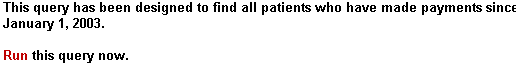 This query has been designed to find all patients who have made payments since
January 1, 2003.
Run this query now.